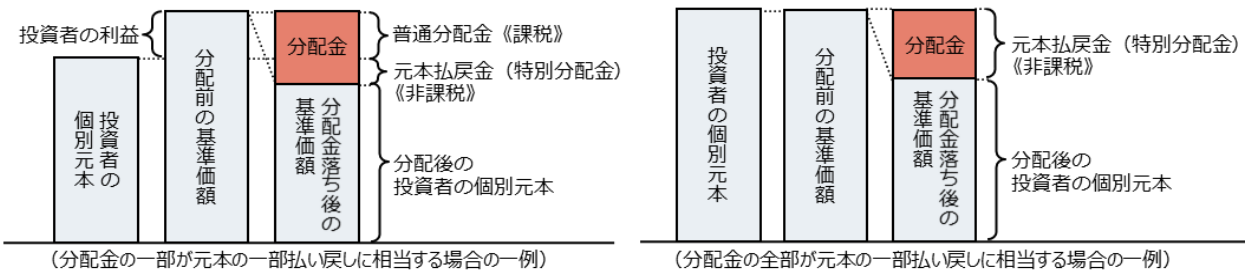 投資者の利益
投資者の
個別元本
分配前の基準価額
分配金
分配金落ち後の
基準価額
普通分配金《課税》
元本払戻金（特別分配金）
《非課税》
分配後の
投資者の個別元本
（分配金の一部が元本の一部払い戻しに相当する場合の一例）
投資者の個別元本
分配前の基準価額
分配金
分配金落ち後の
基準価額
元本払戻金（特別分配金）
《非課税》
分配後の
投資者の個別元本
（分配金の全部が元本の一部払い戻しに相当する場合の一例）